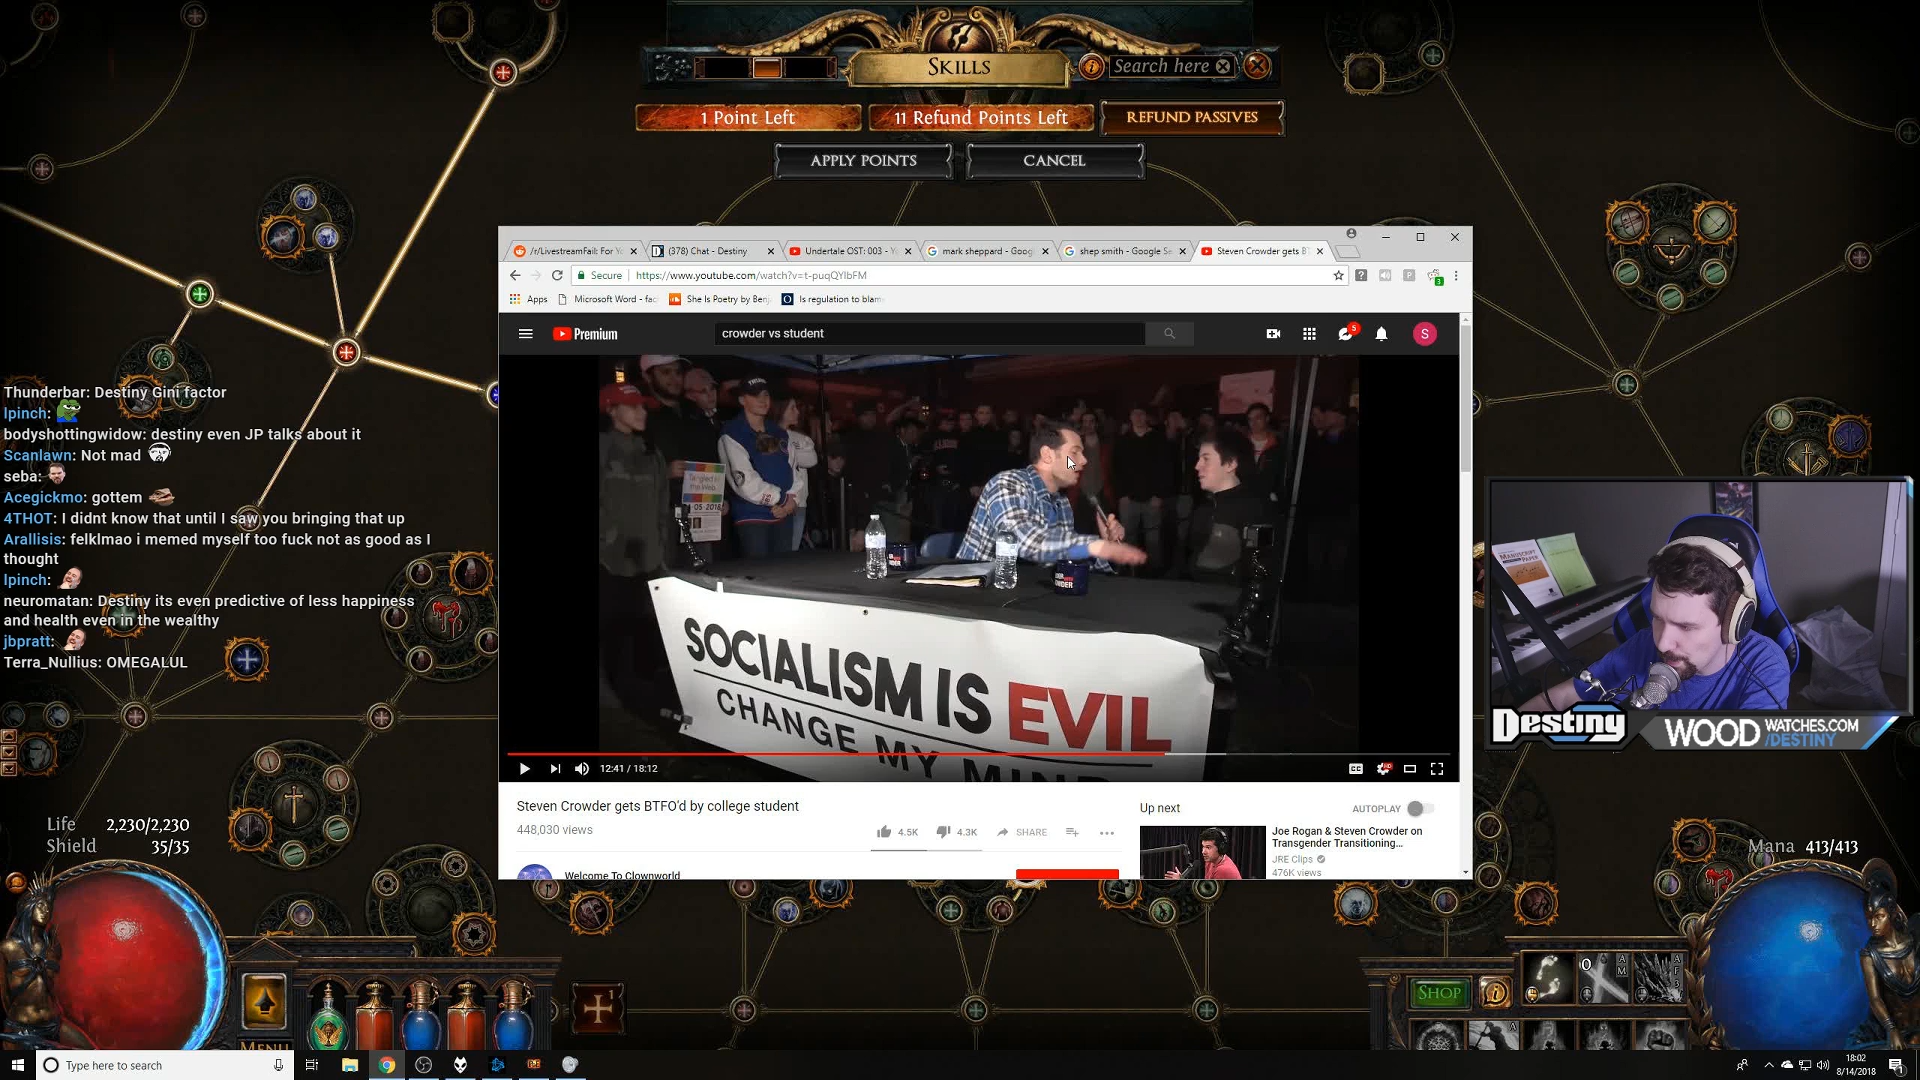 SKILLS
Search here
1 Point Left
11 Refund Points Left
REFUND PASSIVES
APPLY POINTS
CANCEL
/r/LivestreamFail: For Yo
(378) Chat - Destiny
Undertale OST: 003 - Y
mark sheppard - Goog
shep smith - Google Se
Steven Crowder gets B
Secure
https://www.youtube.com/watch?v=t-puqQYlbFM
Apps
Microsoft Word - fac
She Is Poetry by Benj
Is regulation to blam
Premium
crowder vs student
5
S
Thunderbar: Destiny Gini factor
lpinch:
bodyshottingwidow: destiny even JP talks about it
Scanlawn: Not mad
seba:
Acegickmo: gottem
4THOT: I didnt know that until I saw you bringing that up
Arallisis: felklmao i memed myself too fuck not as good as I
thought
lpinch:
neuromatan: Destiny its even predictive of less happiness
and health even in the wealthy
jbpratt:
Terra_Nullius: OMEGALUL
SOCIALISM IS EVIL
CHANGE MY MIND
12:41 / 18:12
Steven Crowder gets BTFO'd by college student
448,030 views
4.5K
4.3K
SHARE
Welcome To Clownworld
Up next
AUTOPLAY
Joe Rogan & Steven Crowder on
Transgender Transitioning...
JRE Clips
476K views
MANUSCRIPT
PAPER
Destiny
WOODWATCHES.COM
/DESTINY
Life 2,230/2,230
Shield 35/35
Mana 413/413
MENU
SHOP
Type here to search
18:02
8/14/2018